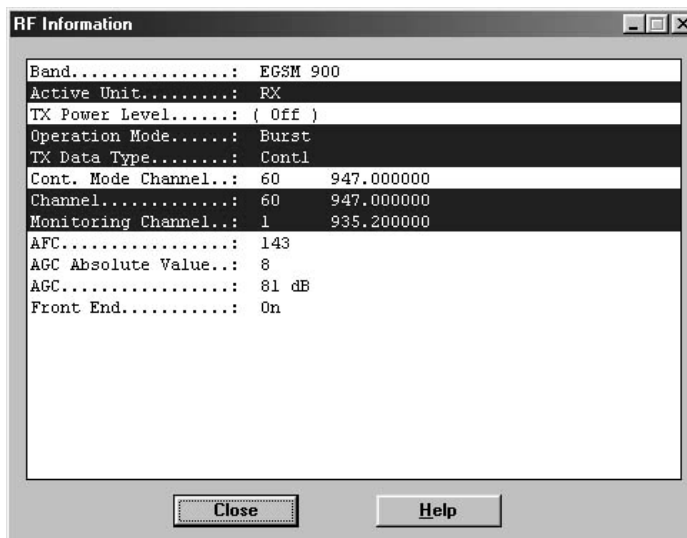 RF Information
Band................: EGSM 900
Active Unit.........: RX
TX Power Level......: ( Off )
Operation Mode......: Burst
TX Data Type........: Cont1
Cont. Mode Channel..: 60 947.000000
Channel.............: 60 947.000000
Monitoring Channel..: 1 935.200000
AFC.................: 143
AGC Absolute Value..: 8
AGC.................: 81 dB
Front End...........: On
Close Help